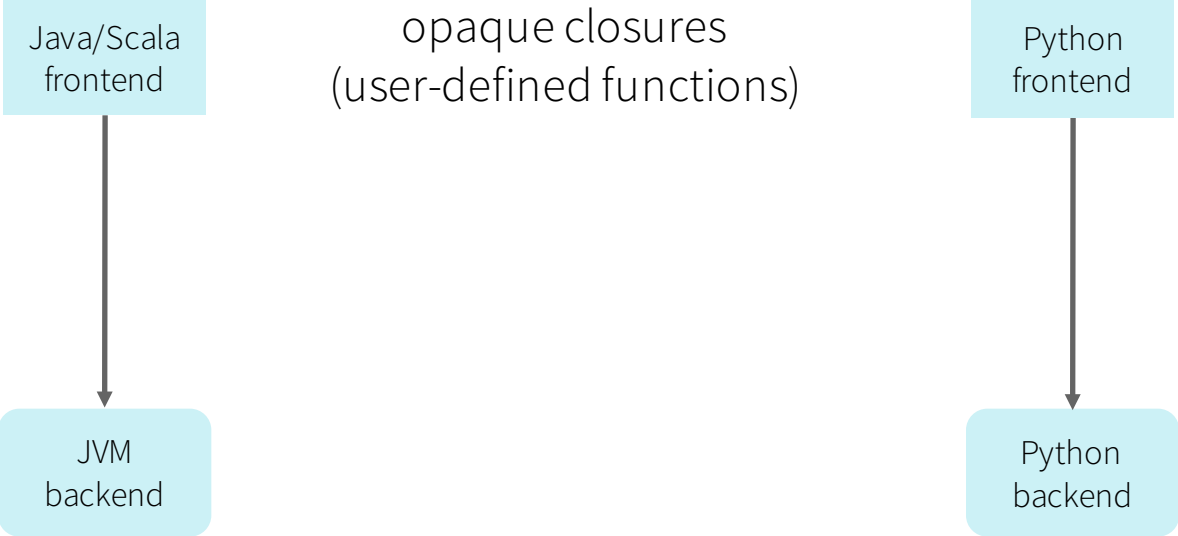 Java/Scala
frontend
opaque closures
(user-defined functions)
Python
frontend
JVM
backend
Python
backend